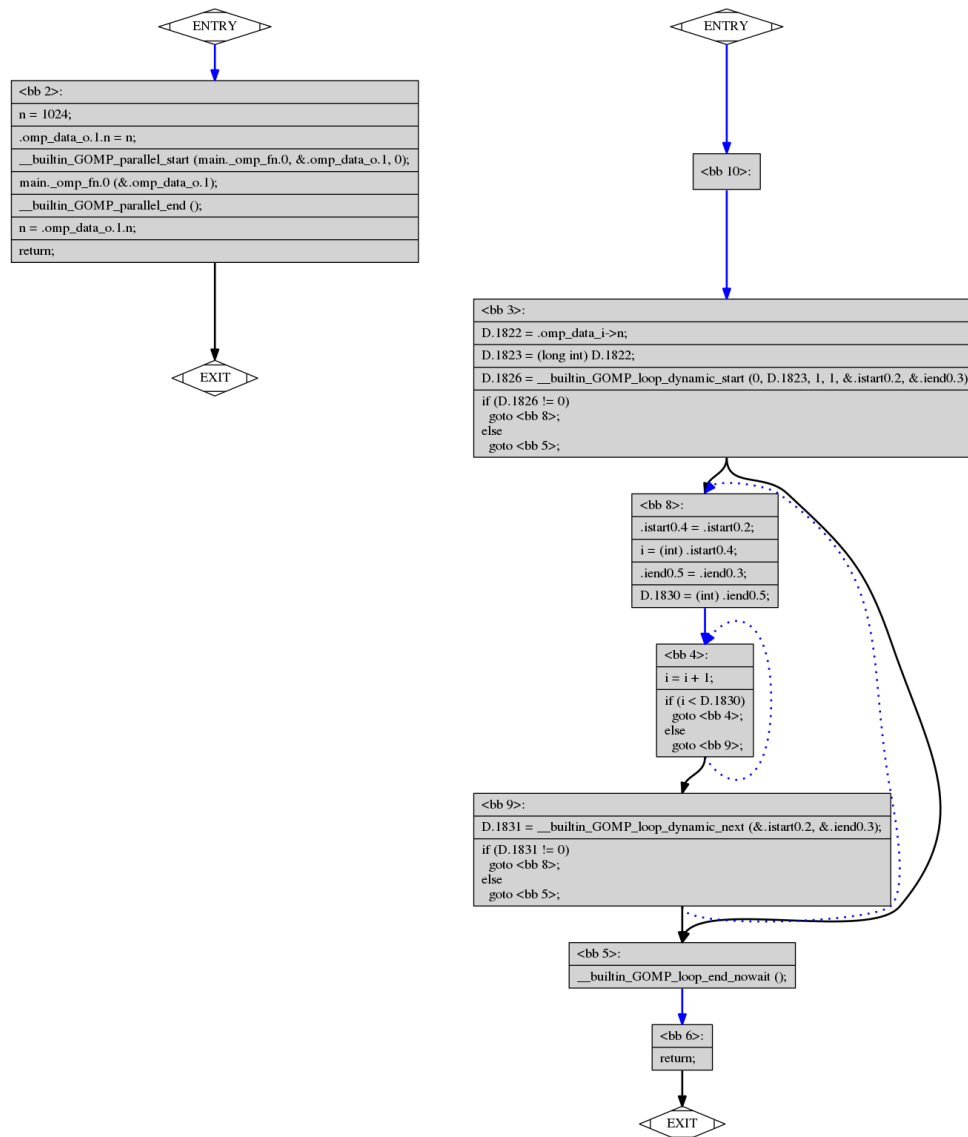 ENTRY
<bb 2>:
n = 1024;
.omp_data_o.1.n = n;
__builtin_GOMP_parallel_start (main._omp_fn.0, &.omp_data_o.1, 0);
main._omp_fn.0 (&.omp_data_o.1);
__builtin_GOMP_parallel_end ();
n = .omp_data_o.1.n;
return;
EXIT
ENTRY
<bb 10>:
<bb 3>:
D.1822 = .omp_data_i->n;
D.1823 = (long int) D.1822;
D.1826 = __builtin_GOMP_loop_dynamic_start (0, D.1823, 1, 1, &.istart0.2, &.iend0.3);
if (D.1826 != 0)
goto <bb 8>;
else
goto <bb 5>;
<bb 8>:
.istart0.4 = .istart0.2;
i = (int) .istart0.4;
.iend0.5 = .iend0.3;
D.1830 = (int) .iend0.5;
<bb 4>:
i = i + 1;
if (i < D.1830)
goto <bb 4>;
else
goto <bb 9>;
<bb 9>:
D.1831 = __builtin_GOMP_loop_dynamic_next (&.istart0.2, &.iend0.3);
if (D.1831 != 0)
goto <bb 8>;
else
goto <bb 5>;
<bb 5>:
__builtin_GOMP_loop_end_nowait ();
<bb 6>:
return;
EXIT